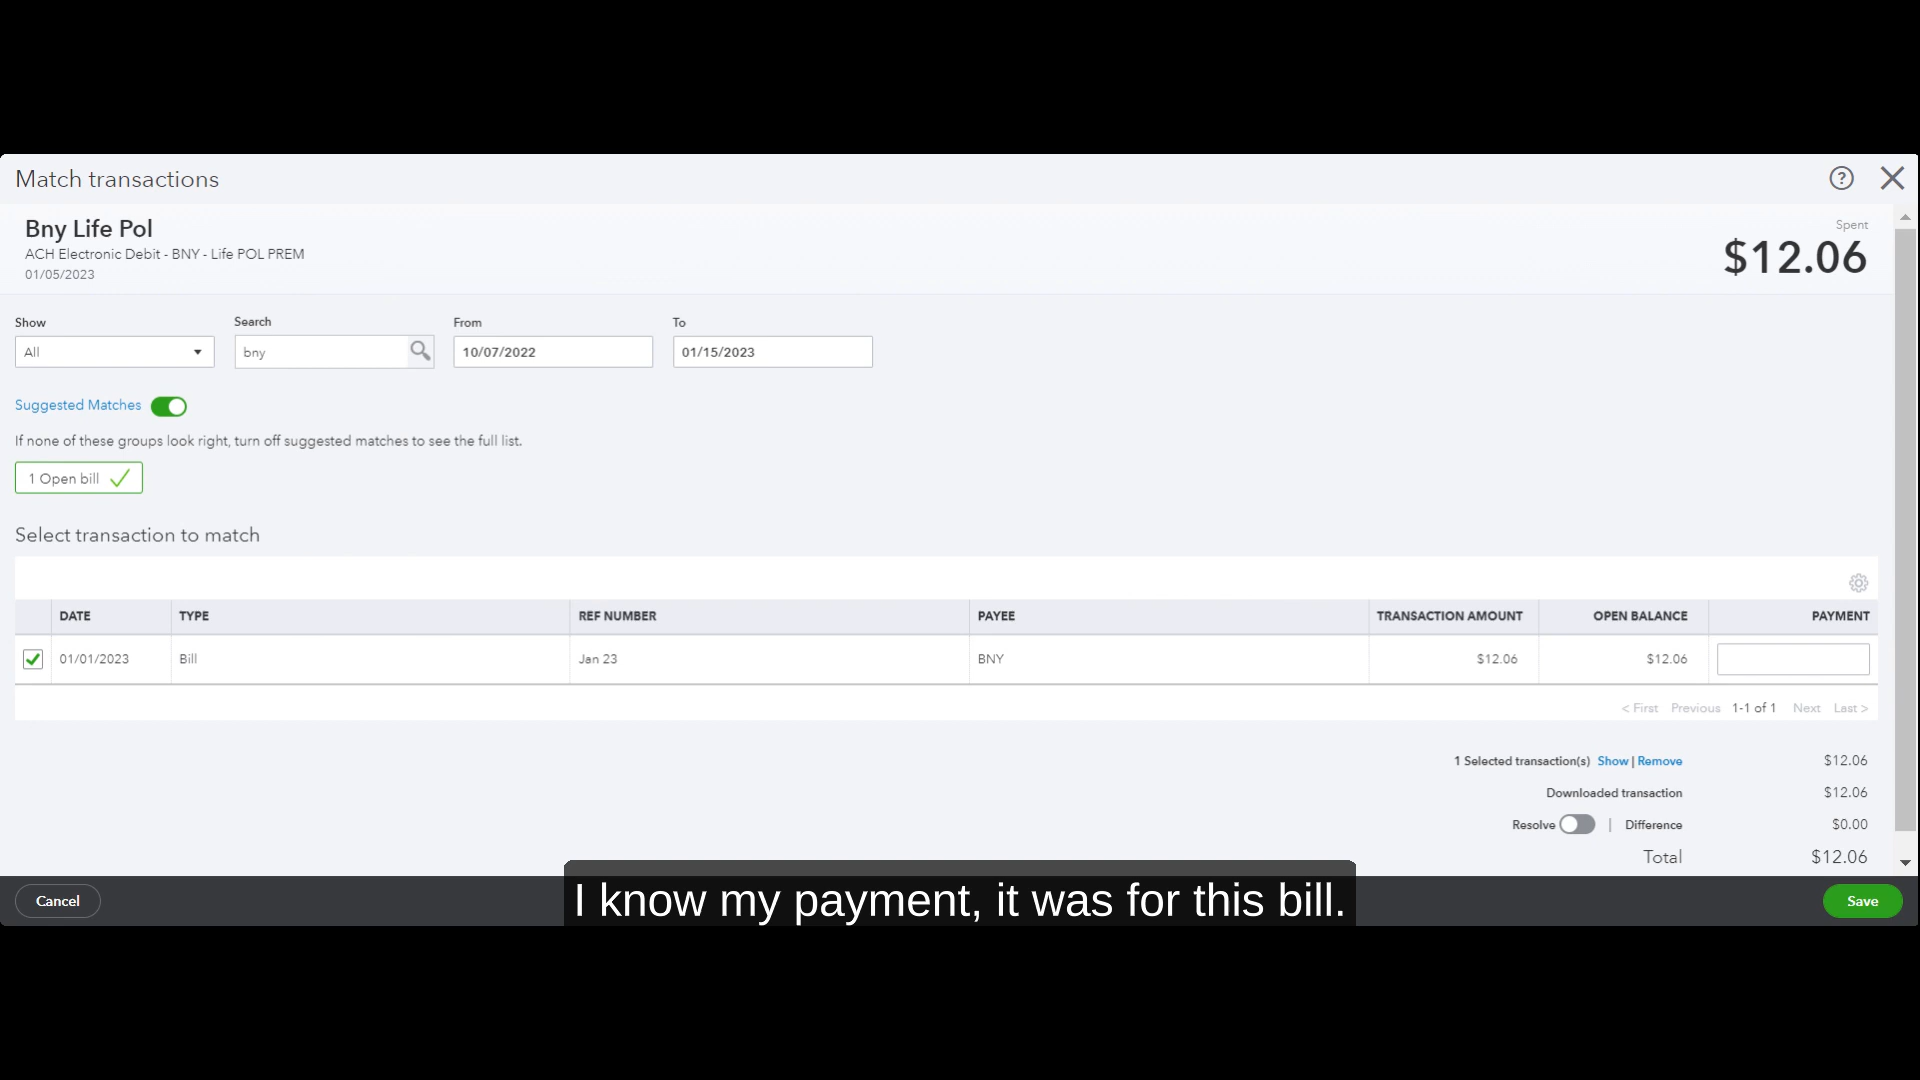 Match transactions
Bny Life Pol
ACH Electronic Debit - BNY - Life POL PREM
01/05/2023
Spent
$12.06
Show
Search
From
To
All
bny
10/07/2022
01/15/2023
Suggested Matches
If none of these groups look right, turn off suggested matches to see the full list.
1 Open bill
Select transaction to match
DATE TYPE REF NUMBER PAYEE TRANSACTION AMOUNT OPEN BALANCE PAYMENT
01/01/2023 Bill Jan 23 BNY $12.06 $12.06
< First Previous 1-1 of 1 Next Last >
1 Selected transaction(s) Show | Remove $12.06
Downloaded transaction $12.06
Resolve | Difference $0.00
Total $12.06
Cancel
I know my payment, it was for this bill.
Save